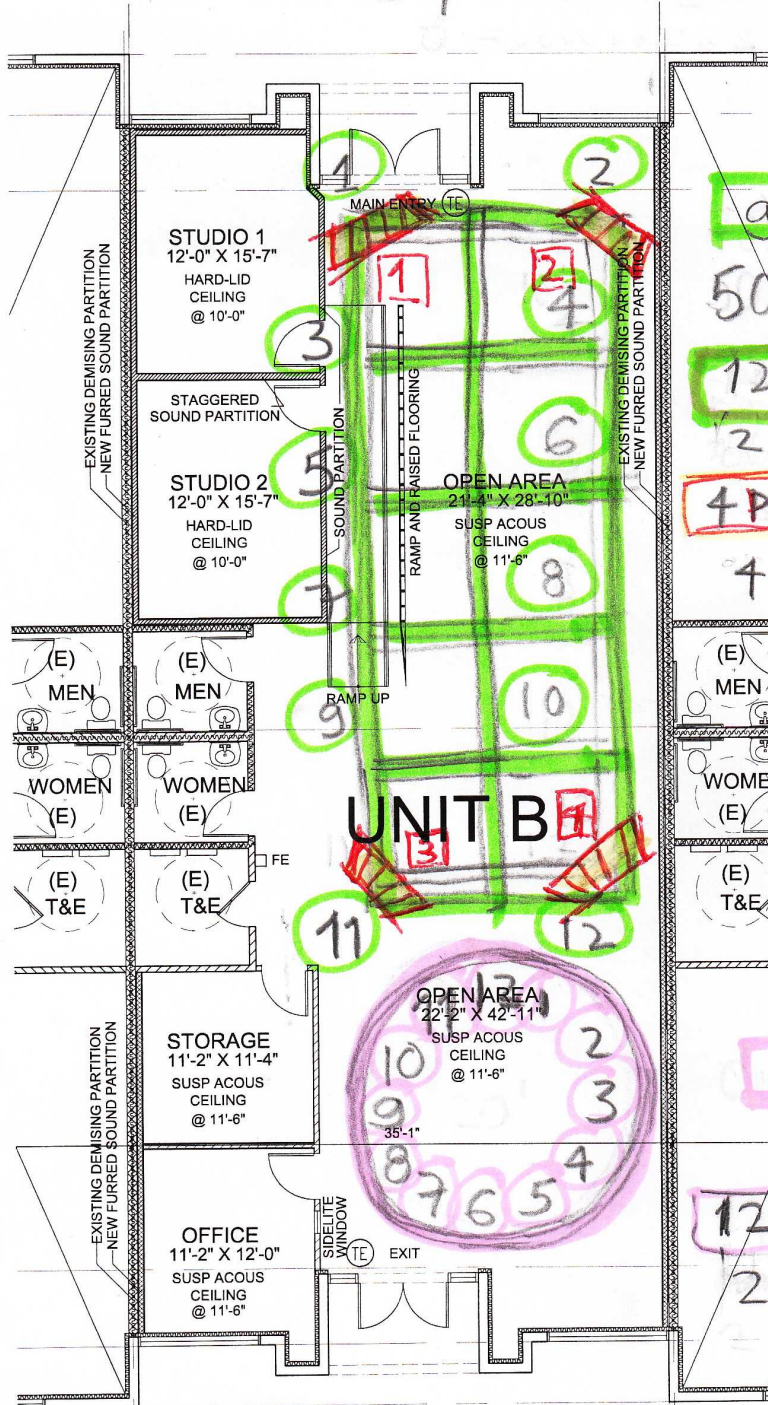 1
2
MAIN ENTRY
TE
STUDIO 1
12'-0" X 15'-7"
HARD-LID
CEILING
@ 10'-0"
EXISTING DEMISING PARTITION
NEW FURRED SOUND PARTITION
1
2
4
EXISTING DEMISING PARTITION
NEW FURRED SOUND PARTITION
50
3
12
2
STAGGERED
SOUND PARTITION
SOUND PARTITION
RAMP AND RAISED FLOORING
5
6
STUDIO 2
12'-0" X 15'-7"
HARD-LID
CEILING
@ 10'-0"
OPEN AREA
21'-4" X 28'-10"
SUSP ACOUS
CEILING
@ 11'-6"
4P
4
7
8
(E)
MEN
(E)
MEN
(E)
MEN
RAMP UP
9
10
WOMEN
(E)
WOMEN
(E)
WOME
(E)
UNIT B
3
FE
(E)
T&E
(E)
T&E
(E)
T&E
11
12
OPEN AREA
22'-2" X 42'-11"
SUSP ACOUS
CEILING
@ 11'-6"
11
12
2
3
4
5
6
7
8
9
10
35'-1"
STORAGE
11'-2" X 11'-4"
SUSP ACOUS
CEILING
@ 11'-6"
EXISTING DEMISING PARTITION
NEW FURRED SOUND PARTITION
OFFICE
11'-2" X 12'-0"
SUSP ACOUS
CEILING
@ 11'-6"
SIDELITE
WINDOW
TE
EXIT
12
2